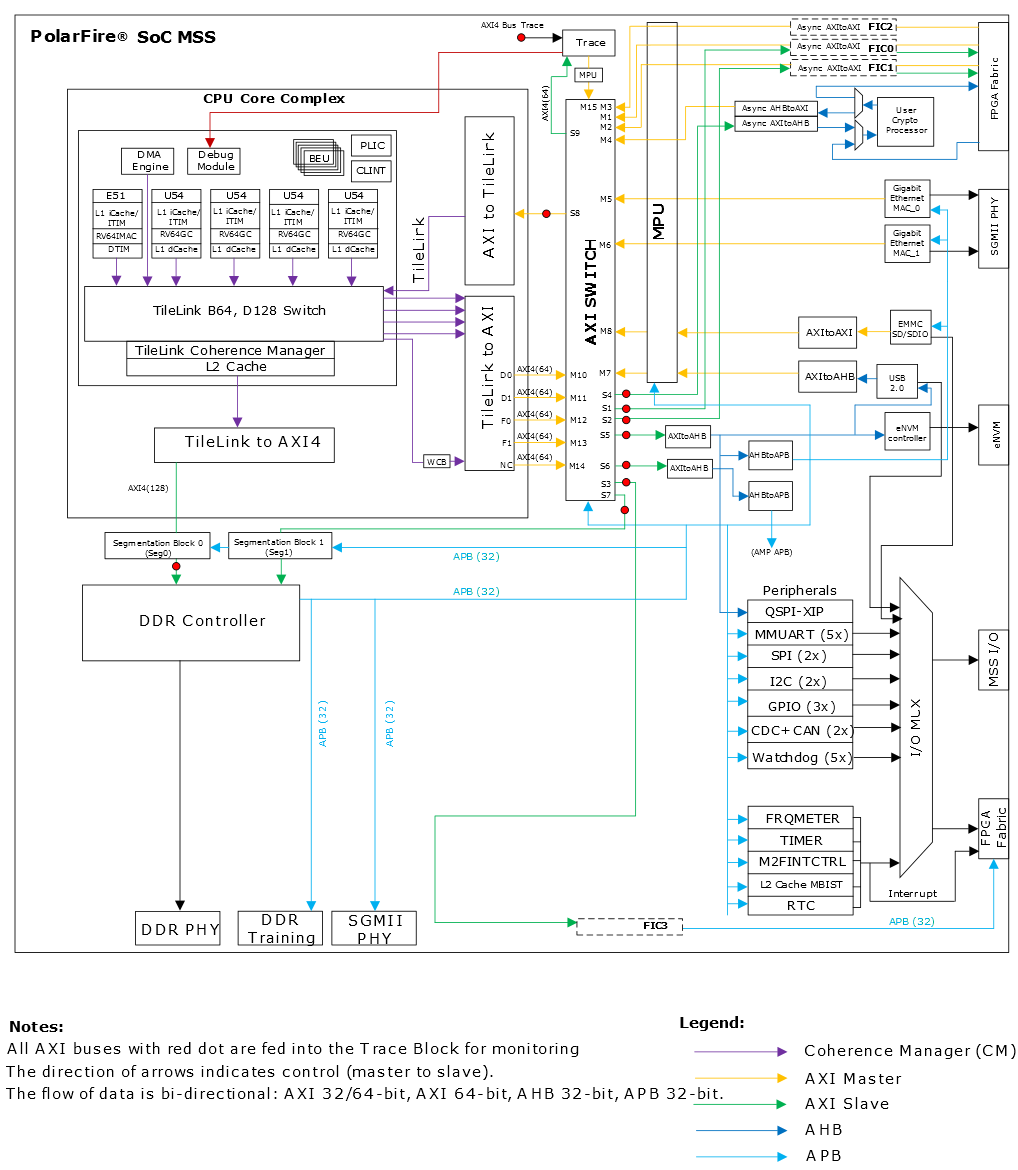 PolarFire® SoC MSS
AXI4 Bus Trace
Trace
MPU
AXI4(64)
Async AXItoAXI FIC2
Async AXItoAXI FIC0
Async AXItoAXI FIC1
FPGA Fabric
CPU Core Complex
M15 M3
M1
M2
M4
S9
Async AHBtoAXI
Async AXItoAHB
User
Crypto
Processor
DMA
Engine
Debug
Module
BEU
PLIC
CLINT
AXI to TileLink
MPU
E51
L1 iCache/
ITIM
RV64IMAC
DTIM
U54
L1 iCache/
ITIM
RV64GC
L1 dCache
U54
L1 iCache/
ITIM
RV64GC
L1 dCache
U54
L1 iCache/
ITIM
RV64GC
L1 dCache
U54
L1 iCache/
ITIM
RV64GC
L1 dCache
TileLink
S8
M5
M6
Gigabit
Ethernet
MAC_0
Gigabit
Ethernet
MAC_1
SGMII PHY
AXI SWITCH
TileLink B64, D128 Switch
TileLink Coherence Manager
L2 Cache
TileLink to AXI
M8
AXItoAXI
EMMC
SD/SDIO
M7
AXItoAHB
USB
2.0
D0
AXI4(64)
M10
D1
AXI4(64)
M11
F0
AXI4(64)
M12
F1
AXI4(64)
M13
NC
AXI4(64)
M14
S4
S1
S2
S5
S6
S3
S7
AXItoAHB
AXItoAHB
AHBtoAPB
AHBtoAPB
eNVM
controller
eNVM
TileLink to AXI4
WCB
AXI4(128)
(AMP APB)
Segmentation Block 0
(Seg0)
Segmentation Block 1
(Seg1)
APB (32)
APB (32)
DDR Controller
Peripherals
QSPI-XIP
MMUART (5x)
SPI (2x)
I2C (2x)
GPIO (3x)
CDC+CAN (2x)
Watchdog (5x)
I/O MUX
MSS I/O
APB (32)
APB (32)
FRQMETER
TIMER
M2FINTCTRL
L2 Cache MBIST
RTC
Interrupt
FPGA
Fabric
DDR PHY
DDR
Training
SGMII
PHY
FIC3
APB (32)
Notes:
All AXI buses with red dot are fed into the Trace Block for monitoring
The direction of arrows indicates control (master to slave).
The flow of data is bi-directional: AXI 32/64-bit, AXI 64-bit, AHB 32-bit, APB 32-bit.
Legend:
Coherence Manager (CM)
AXI Master
AXI Slave
AHB
APB